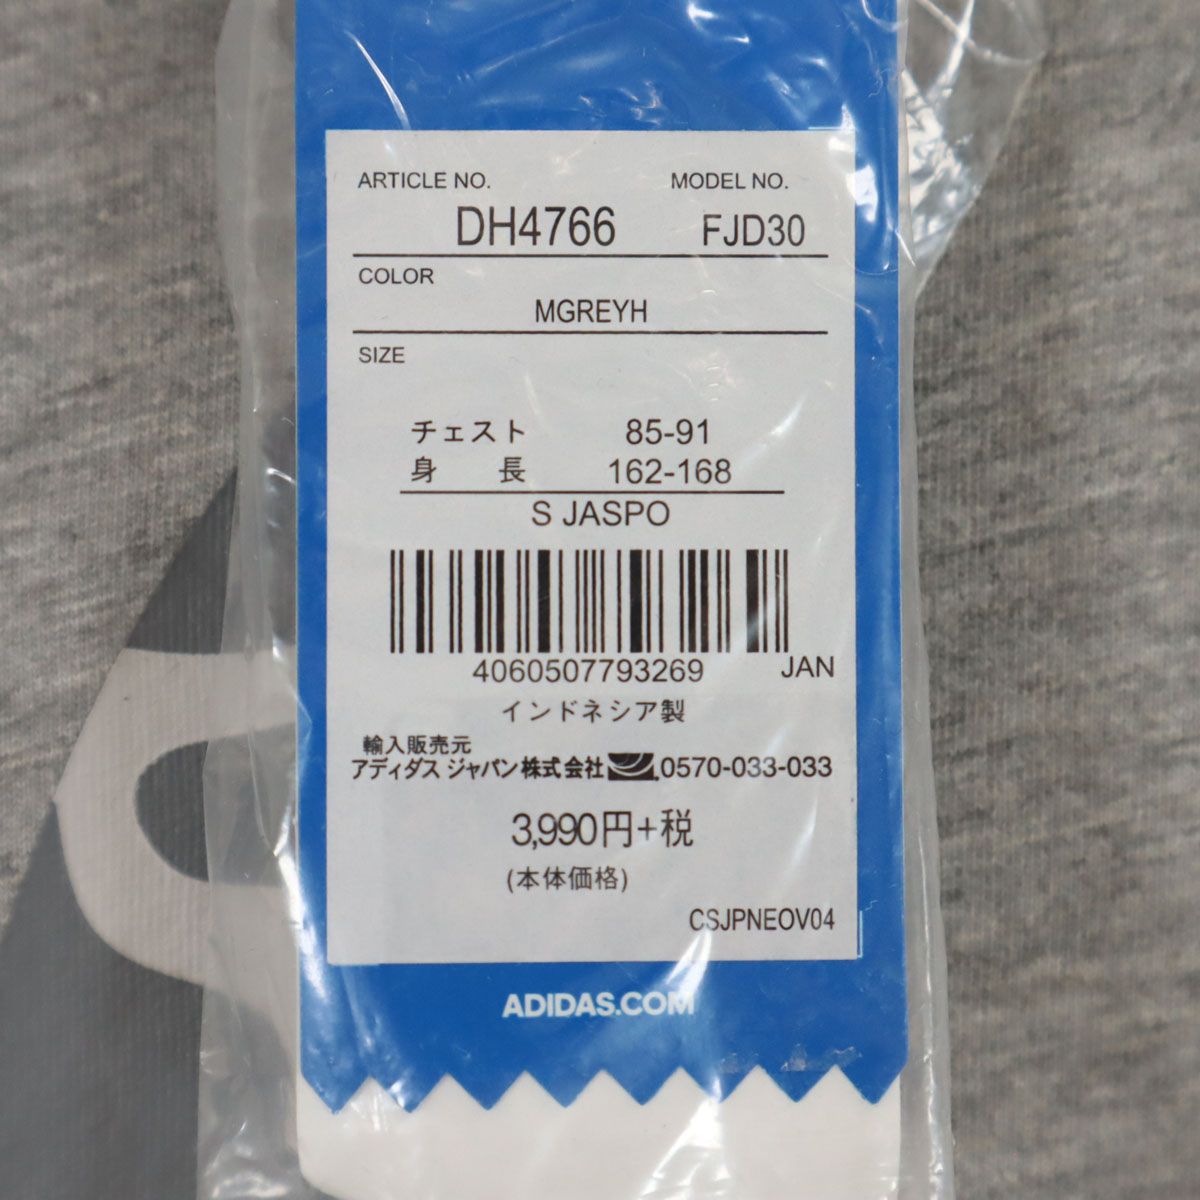 ARTICLE NO. MODEL NO.
DH4766 FJD30
COLOR
MGREYH
SIZE
チェスト 85-91
身 長 162-168
S JASPO
4060507793269 JAN
インドネシア製
輸入販売元
アディダス ジャパン株式会社 0570-033-033
3,990円+税
(本体価格)
CSJPNEOV04
ADIDAS.COM